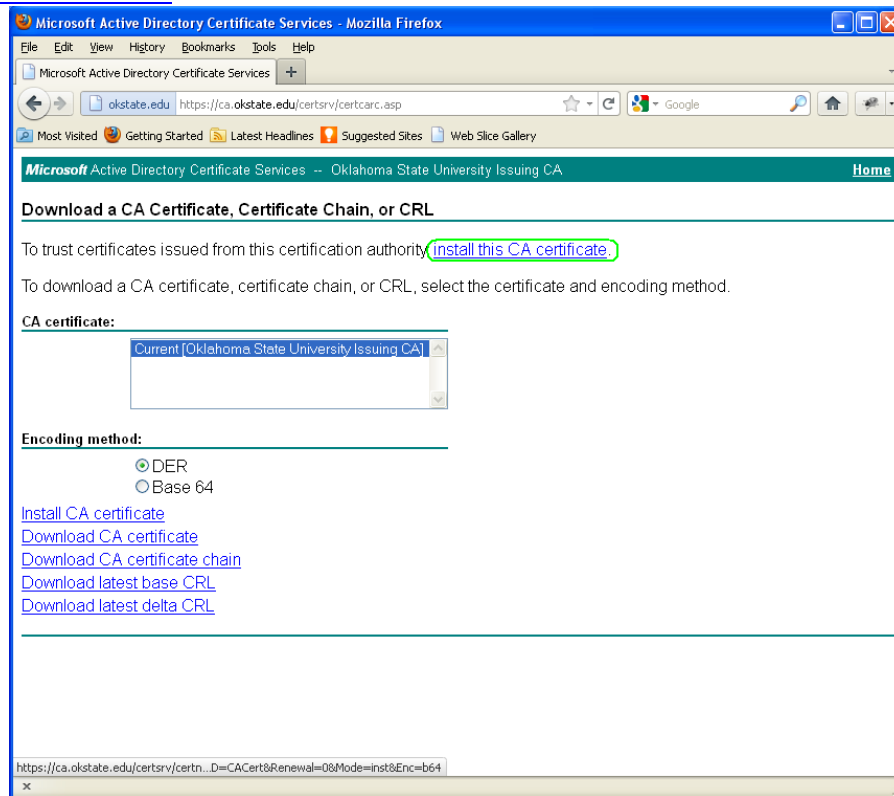 Microsoft Active Directory Certificate Services - Mozilla Firefox
File Edit View History Bookmarks Tools Help
Microsoft Active Directory Certificate Services +
okstate.edu https://ca.okstate.edu/certsrv/certcarc.asp Google
Most Visited Getting Started Latest Headlines Suggested Sites Web Slice Gallery
Microsoft Active Directory Certificate Services -- Oklahoma State University Issuing CA Home
Download a CA Certificate, Certificate Chain, or CRL
To trust certificates issued from this certification authority, install this CA certificate.
To download a CA certificate, certificate chain, or CRL, select the certificate and encoding method.
CA certificate:
Current [Oklahoma State University Issuing CA]
Encoding method:
DER
Base 64
Install CA certificate
Download CA certificate
Download CA certificate chain
Download latest base CRL
Download latest delta CRL
https://ca.okstate.edu/certsrv/certn...D=CACert&Renewal=0&Mode=inst&Enc=b64
x